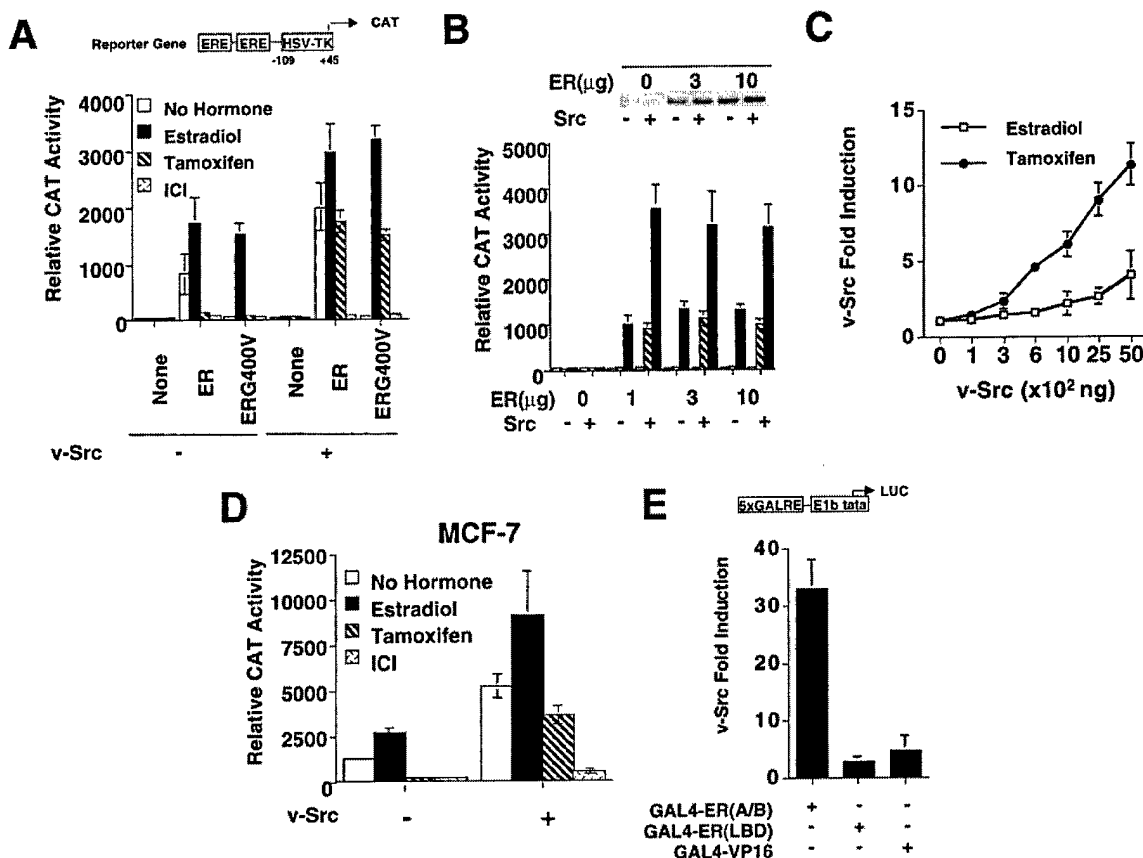 A
Reporter Gene ERE ERE HSV-TK CAT
-109 +45
Relative CAT Activity
4000
3000
2000
1000
0
No Hormone
Estradiol
Tamoxifen
ICI
None
ER
ERG400V
None
ER
ERG400V
v-Src - +
B
ER(μg) 0 3 10
Src - + - + - +
Relative CAT Activity
5000
4000
3000
2000
1000
0
ER(μg) 0 1 3 10
Src - + - + - + - +
C
v-Src Fold Induction
15
10
5
0
Estradiol
Tamoxifen
0 1 3 6 10 25 50
v-Src (x10² ng)
D
MCF-7
Relative CAT Activity
12500
10000
7500
5000
2500
0
No Hormone
Estradiol
Tamoxifen
ICI
v-Src - +
E
5xGALRE E1b tata LUC
v-Src Fold Induction
40
30
20
10
0
GAL4-ER(A/B) + - -
GAL4-ER(LBD) - + -
GAL4-VP16 - - +